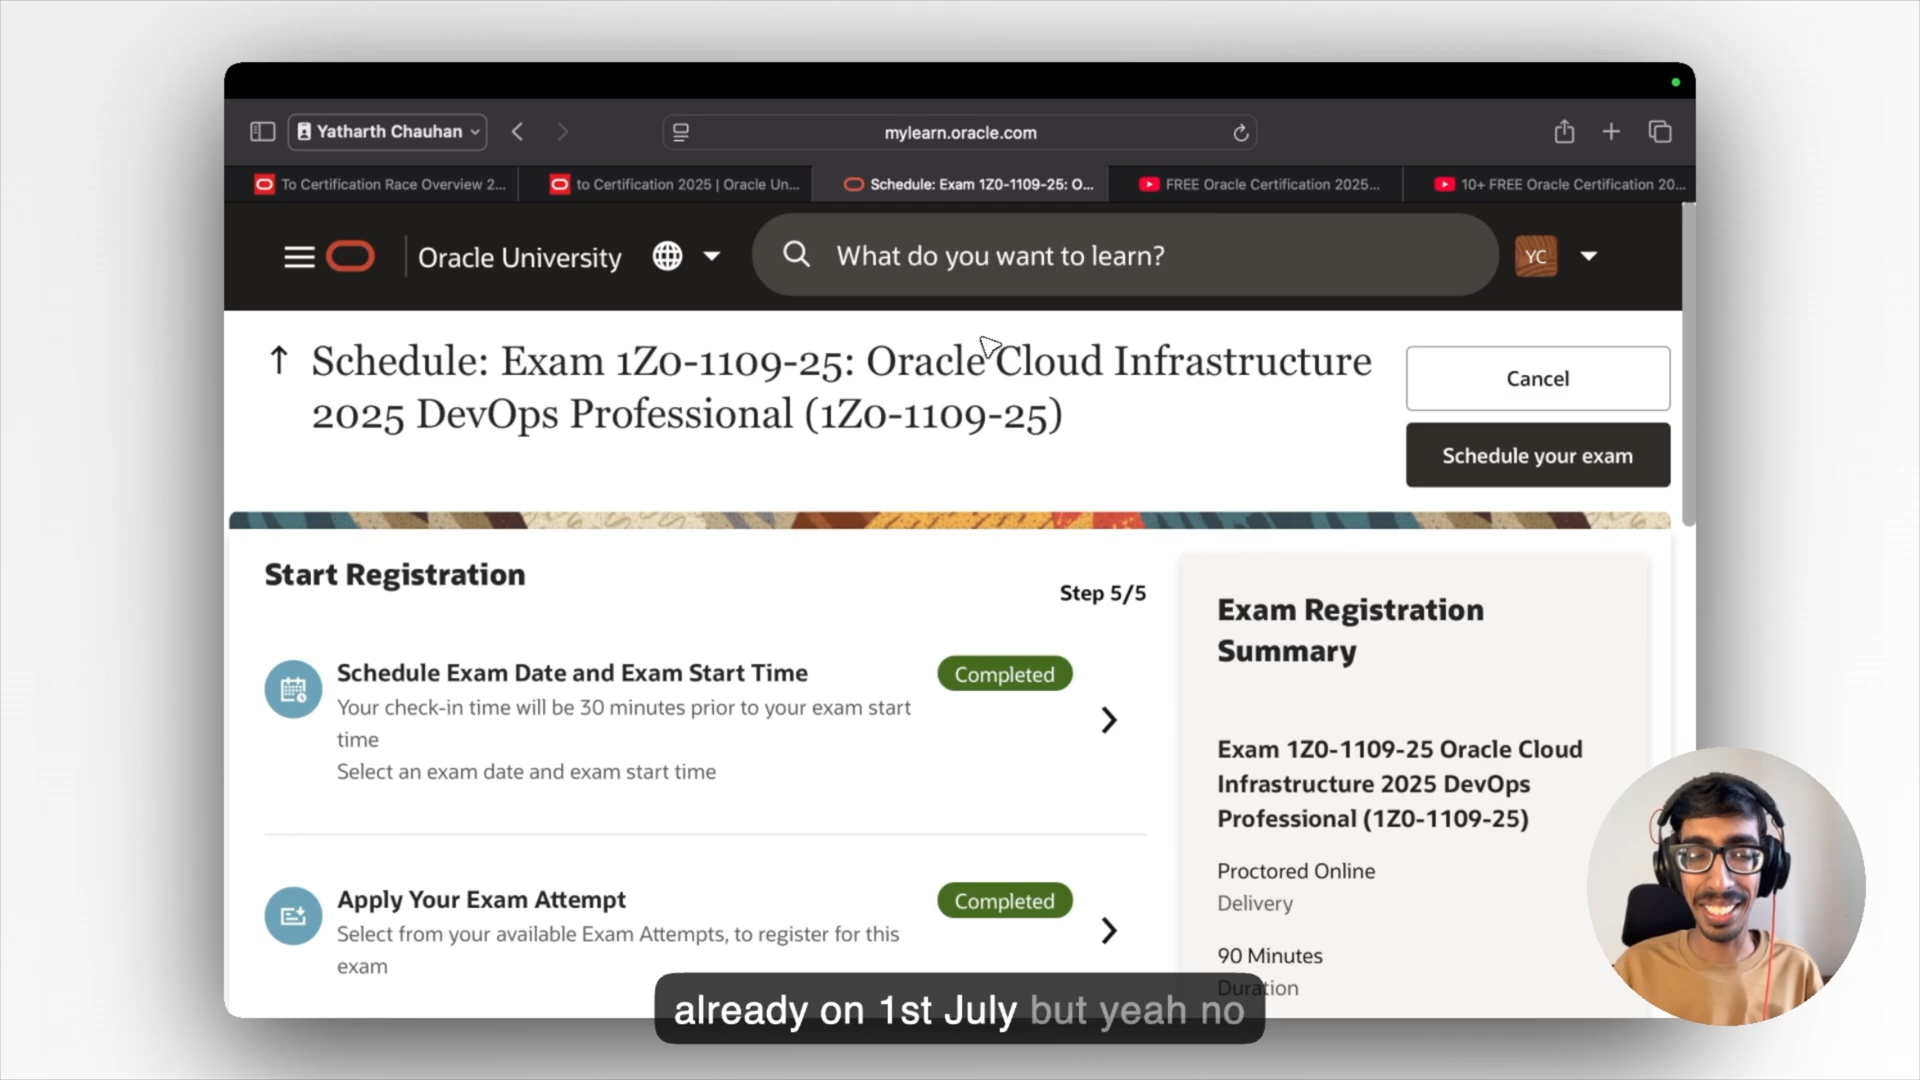 Yatharth Chauhan
mylearn.oracle.com
To Certification Race Overview 2...
to Certification 2025 | Oracle Un...
Schedule: Exam 1Z0-1109-25: O...
FREE Oracle Certification 2025...
10+ FREE Oracle Certification 20...
Oracle University
What do you want to learn?
YC
Schedule: Exam 1Z0-1109-25: Oracle Cloud Infrastructure
2025 DevOps Professional (1Z0-1109-25)
Cancel
Schedule your exam
Start Registration
Step 5/5
Schedule Exam Date and Exam Start Time
Completed
Your check-in time will be 30 minutes prior to your exam start
time
Select an exam date and exam start time
Apply Your Exam Attempt
Completed
Select from your available Exam Attempts, to register for this
exam
Exam Registration
Summary
Exam 1Z0-1109-25 Oracle Cloud
Infrastructure 2025 DevOps
Professional (1Z0-1109-25)
Proctored Online
Delivery
90 Minutes
Duration
already on 1st July but yeah no